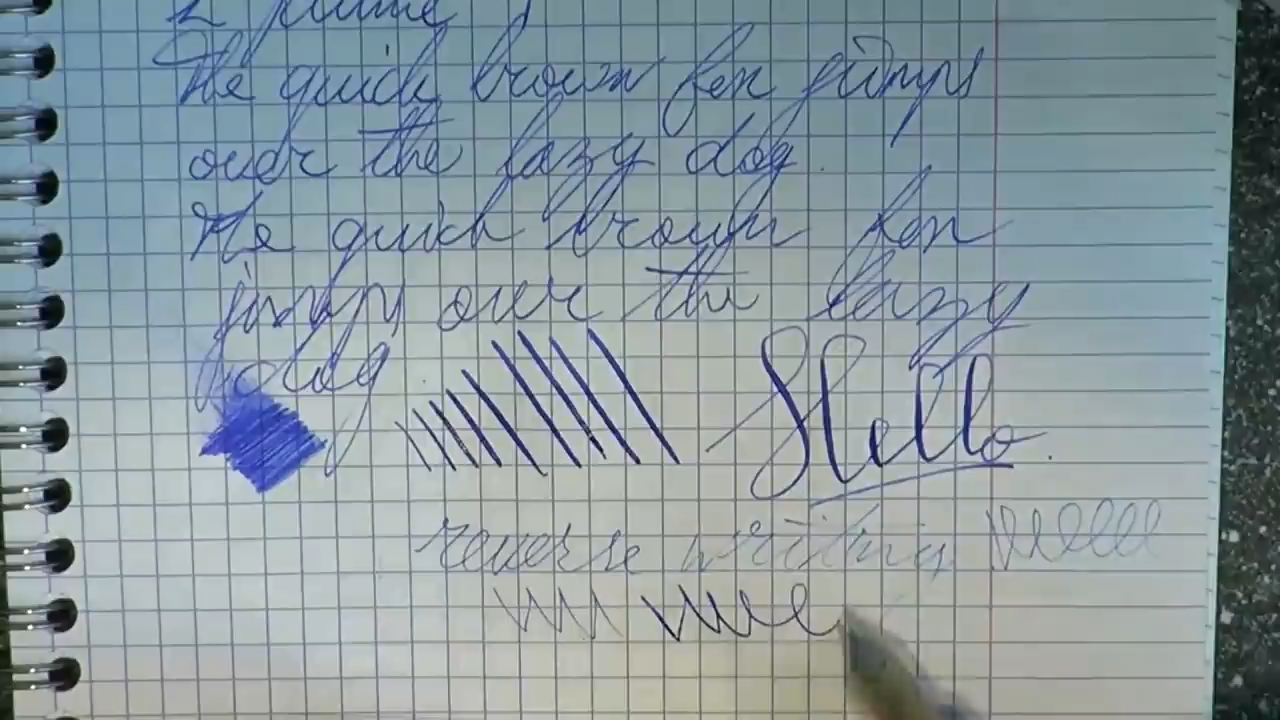 The quick brown fox jumps
over the lazy dog.
The quick brown fox
jumps over the lazy
dog
Hello.
reverse writing